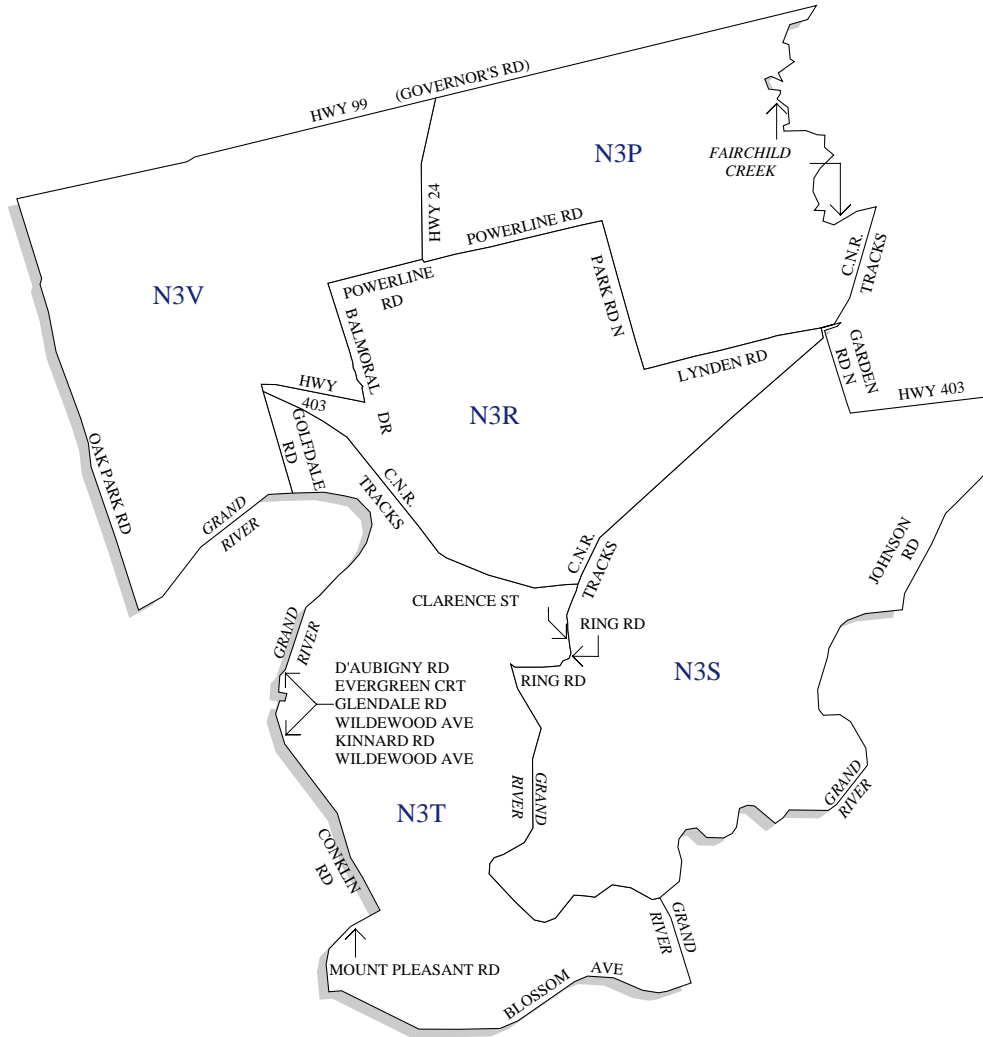 HWY 99 (GOVERNOR'S RD)
N3P
FAIRCHILD
CREEK
HWY 24
POWERLINE RD
C.N.R.
TRACKS
POWERLINE
RD
N3V
PARK RD N
BALMORAL DR
LYNDEN RD
GARDEN
RD N
HWY 403
HWY
403
N3R
GOLFDALE
RD
OAK PARK RD
C.N.R.
TRACKS
GRAND
RIVER
JOHNSON
RD
C.N.R.
TRACKS
CLARENCE ST
RING RD
GRAND
RIVER
RING RD
N3S
D'AUBIGNY RD
EVERGREEN CRT
GLENDALE RD
WILDEWOOD AVE
KINNARD RD
WILDEWOOD AVE
GRAND
RIVER
GRAND
RIVER
N3T
CONKLIN
RD
GRAND
RIVER
MOUNT PLEASANT RD
BLOSSOM AVE